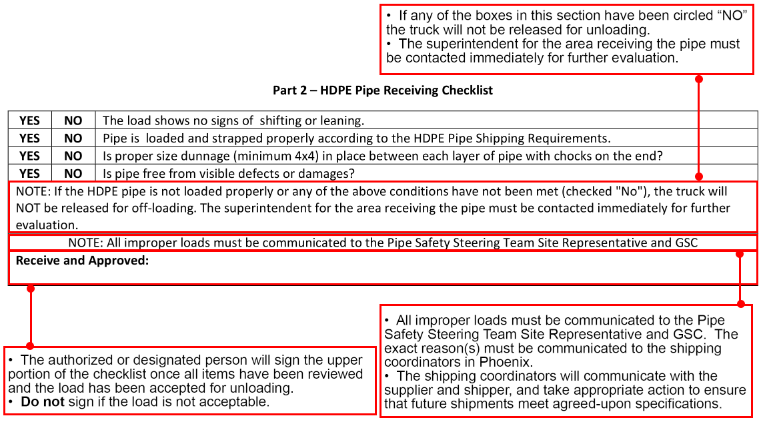 • If any of the boxes in this section have been circled “NO”
the truck will not be released for unloading.
• The superintendent for the area receiving the pipe must
be contacted immediately for further evaluation.
Part 2 – HDPE Pipe Receiving Checklist
YES NO The load shows no signs of shifting or leaning.
YES NO Pipe is loaded and strapped properly according to the HDPE Pipe Shipping Requirements.
YES NO Is proper size dunnage (minimum 4x4) in place between each layer of pipe with chocks on the end?
YES NO Is pipe free from visible defects or damages?
NOTE: If the HDPE pipe is not loaded properly or any of the above conditions have not been met (checked "No"), the truck will
NOT be released for off-loading. The superintendent for the area receiving the pipe must be contacted immediately for further
evaluation.
NOTE: All improper loads must be communicated to the Pipe Safety Steering Team Site Representative and GSC
Receive and Approved:
• The authorized or designated person will sign the upper
portion of the checklist once all items have been reviewed
and the load has been accepted for unloading.
• Do not sign if the load is not acceptable.
• All improper loads must be communicated to the Pipe
Safety Steering Team Site Representative and GSC. The
exact reason(s) must be communicated to the shipping
coordinators in Phoenix.
• The shipping coordinators will communicate with the
supplier and shipper, and take appropriate action to ensure
that future shipments meet agreed-upon specifications.